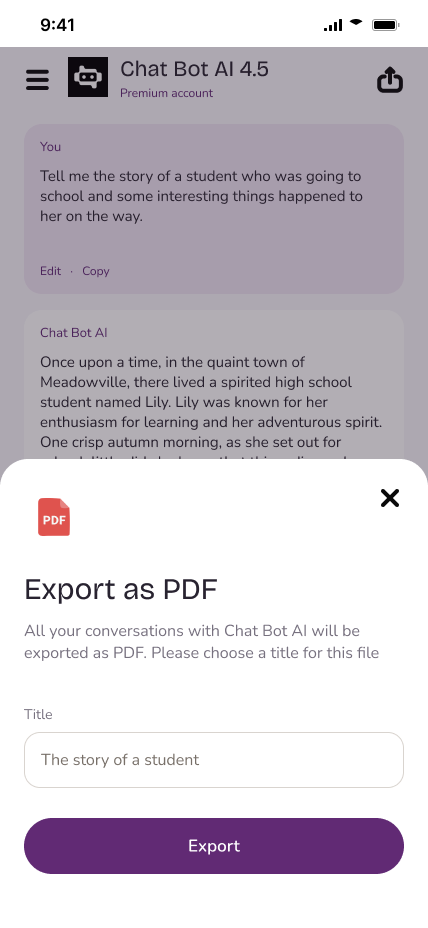 9:41
Chat Bot AI 4.5
Premium account
You
Tell me the story of a student who was going to
school and some interesting things happened to
her on the way.
Edit · Copy
Chat Bot AI
Once upon a time, in the quaint town of
Meadowville, there lived a spirited high school
student named Lily. Lily was known for her
enthusiasm for learning and her adventurous spirit.
One crisp autumn morning, as she set out for
PDF
Export as PDF
All your conversations with Chat Bot AI will be
exported as PDF. Please choose a title for this file
Title
The story of a student
Export